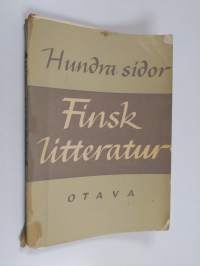 Hundra sidor
Finsk
litteratur
OTAVA